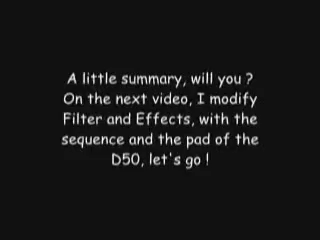 A little summary, will you ?
On the next video, I modify
Filter and Effects, with the
sequence and the pad of the
D50, let's go !